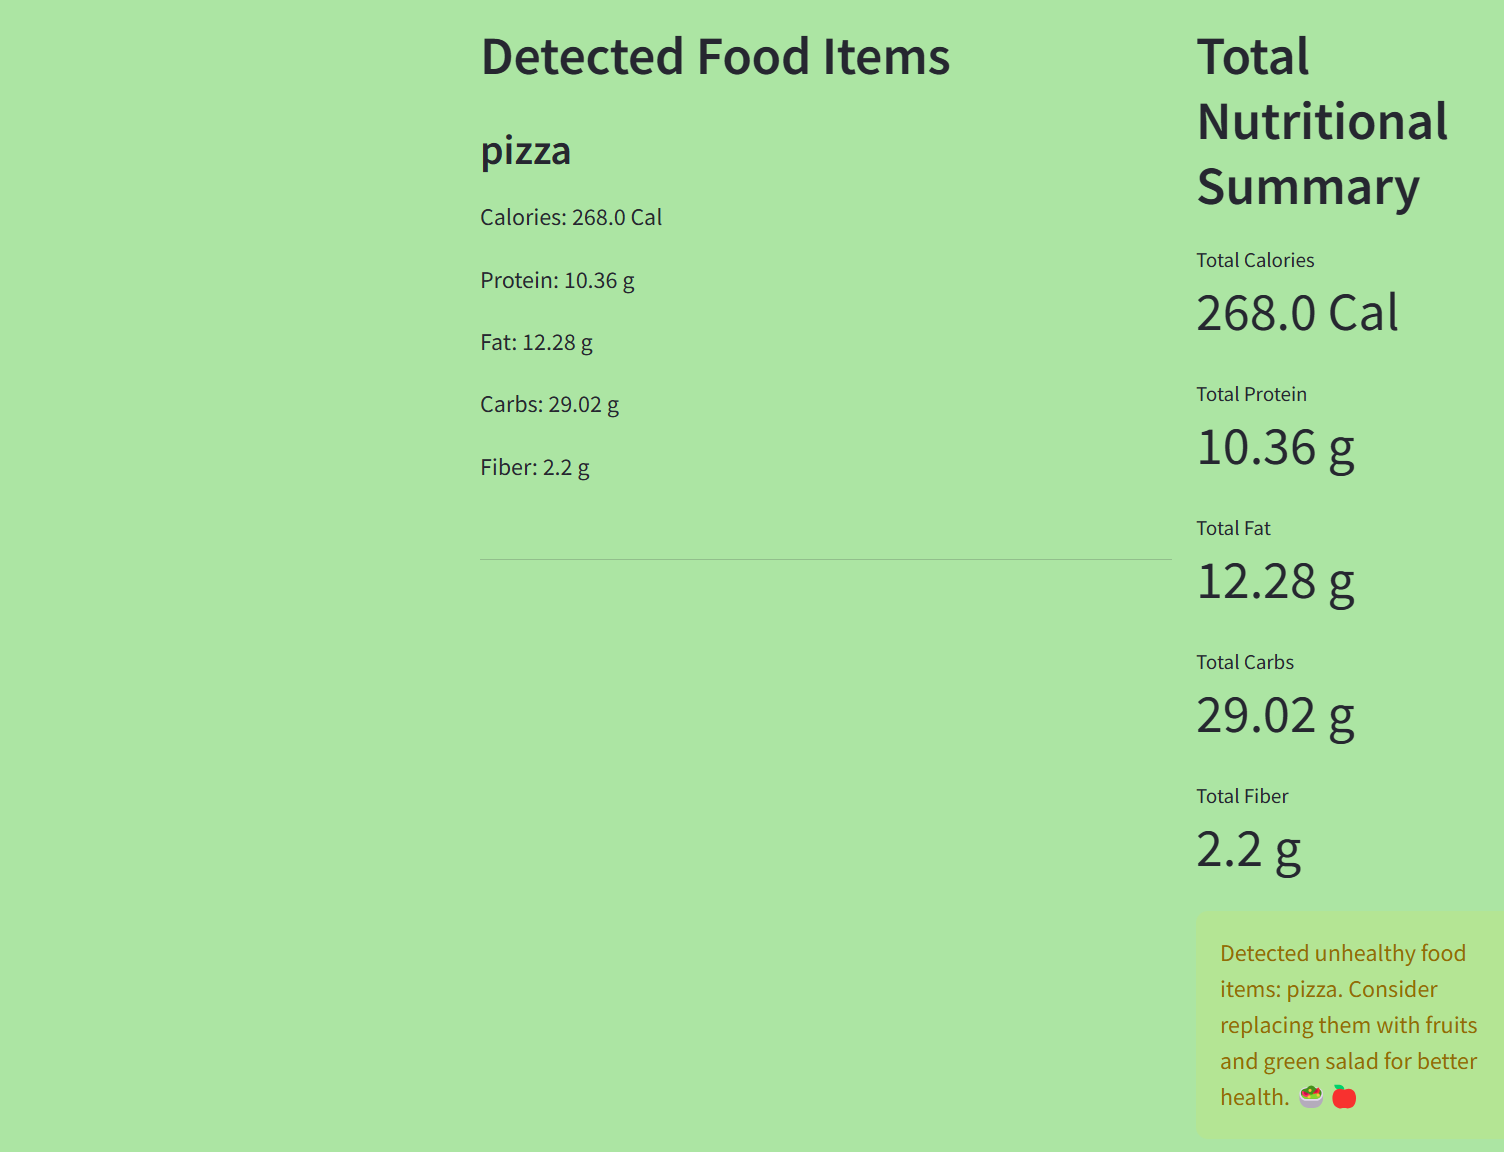 Detected Food Items
pizza
Calories: 268.0 Cal
Protein: 10.36 g
Fat: 12.28 g
Carbs: 29.02 g
Fiber: 2.2 g
Total
Nutritional
Summary
Total Calories
268.0 Cal
Total Protein
10.36 g
Total Fat
12.28 g
Total Carbs
29.02 g
Total Fiber
2.2 g
Detected unhealthy food
items: pizza. Consider
replacing them with fruits
and green salad for better
health. 🥗 🍎